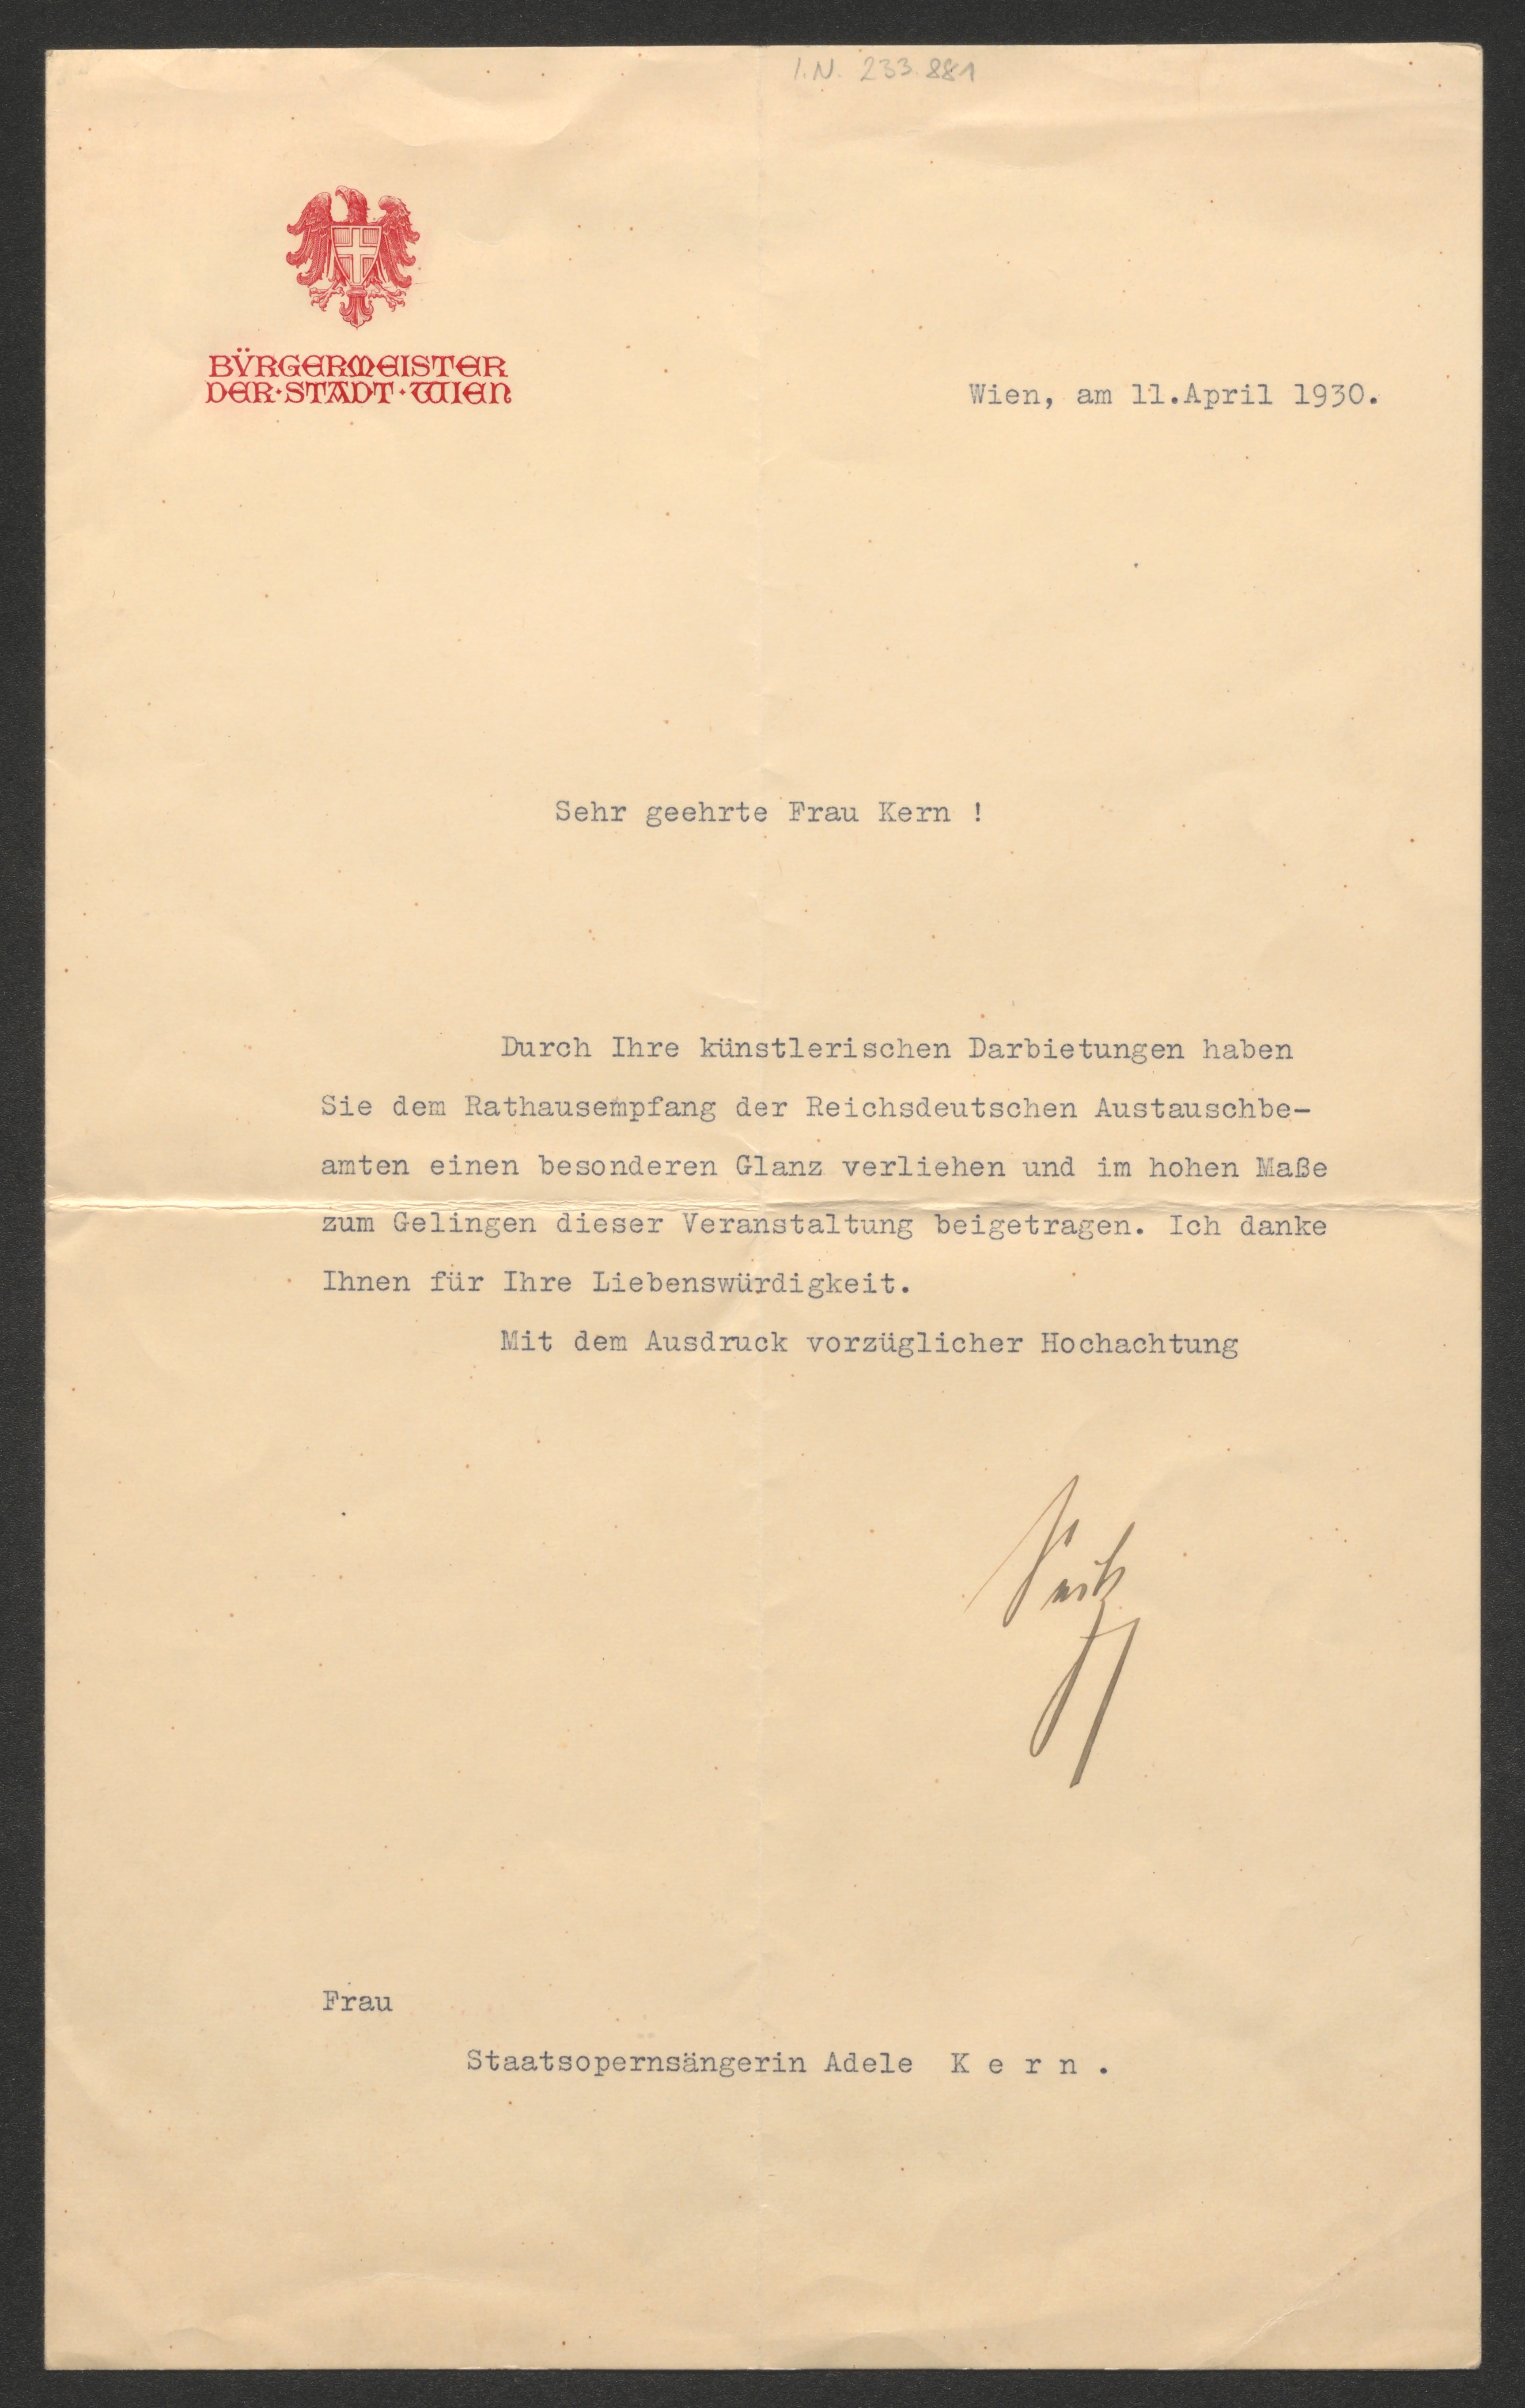 I.N. 233.881
BÜRGERMEISTER
DER·STADT·WIEN
Wien, am 11.April 1930.
Sehr geehrte Frau Kern !
Durch Ihre künstlerischen Darbietungen haben
Sie dem Rathausempfang der Reichsdeutschen Austauschbe-
amten einen besonderen Glanz verliehen und im hohen Maße
zum Gelingen dieser Veranstaltung beigetragen. Ich danke
Ihnen für Ihre Liebenswürdigkeit.
Mit dem Ausdruck vorzüglicher Hochachtung
Seitz
Frau
Staatsopernsängerin Adele K e r n .